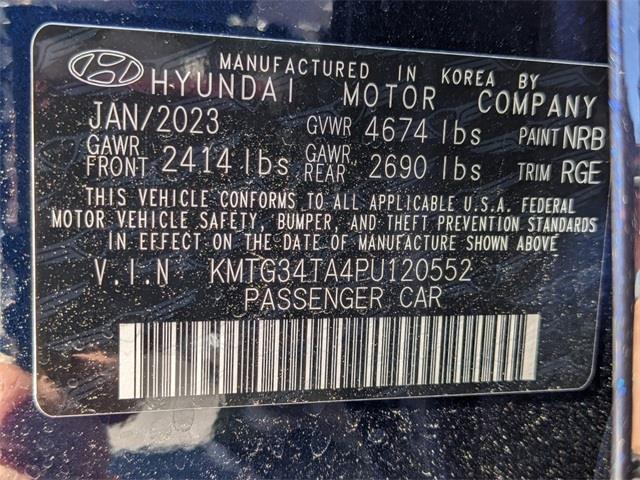 MANUFACTURED IN KOREA BY
HYUNDAI MOTOR COMPANY
JAN/2023 GVWR 4674 lbs PAINT NRB
GAWR FRONT 2414 lbs GAWR REAR 2690 lbs TRIM RGE
THIS VEHICLE CONFORMS TO ALL APPLICABLE U.S.A. FEDERAL
MOTOR VEHICLE SAFETY, BUMPER, AND THEFT PREVENTION STANDARDS
IN EFFECT ON THE DATE OF MANUFACTURE SHOWN ABOVE
V.I.N KMTG34TA4PU120552
PASSENGER CAR